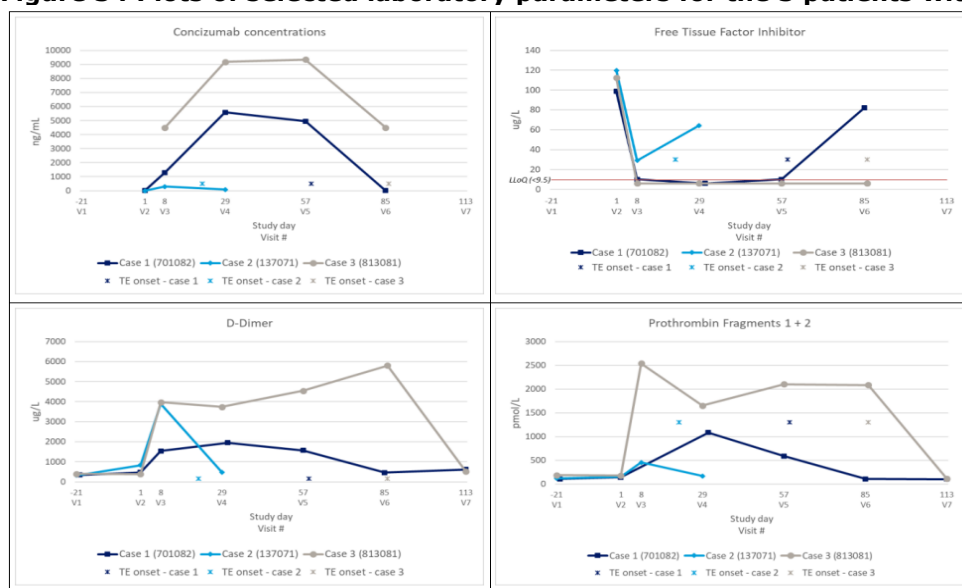 Concizumab concentrations
10000
9000
8000
7000
6000
5000
4000
3000
2000
1000
0
ng/mL
-21 1 8 29 57 85 113
V1 V2 V3 V4 V5 V6 V7
Study day
Visit #
Case 1 (701082) Case 2 (137071) Case 3 (813081)
TE onset - case 1 TE onset - case 2 TE onset - case 3
Free Tissue Factor Inhibitor
140
120
100
80
60
40
20
0
ug/L
LLoQ (<9.5)
-21 1 8 29 57 85 113
V1 V2 V3 V4 V5 V6 V7
Study day
Visit #
Case 1 (701082) Case 2 (137071) Case 3 (813081)
TE onset - case 1 TE onset - case 2 TE onset - case 3
D-Dimer
7000
6000
5000
4000
3000
2000
1000
0
ug/L
-21 1 8 29 57 85 113
V1 V2 V3 V4 V5 V6 V7
Study day
Visit #
Case 1 (701082) Case 2 (137071) Case 3 (813081)
TE onset - case 1 TE onset - case 2 TE onset - case 3
Prothrombin Fragments 1 + 2
3000
2500
2000
1500
1000
500
0
pmol/L
-21 1 8 29 57 85 113
V1 V2 V3 V4 V5 V6 V7
Study day
Visit #
Case 1 (701082) Case 2 (137071) Case 3 (813081)
TE onset - case 1 TE onset - case 2 TE onset - case 3